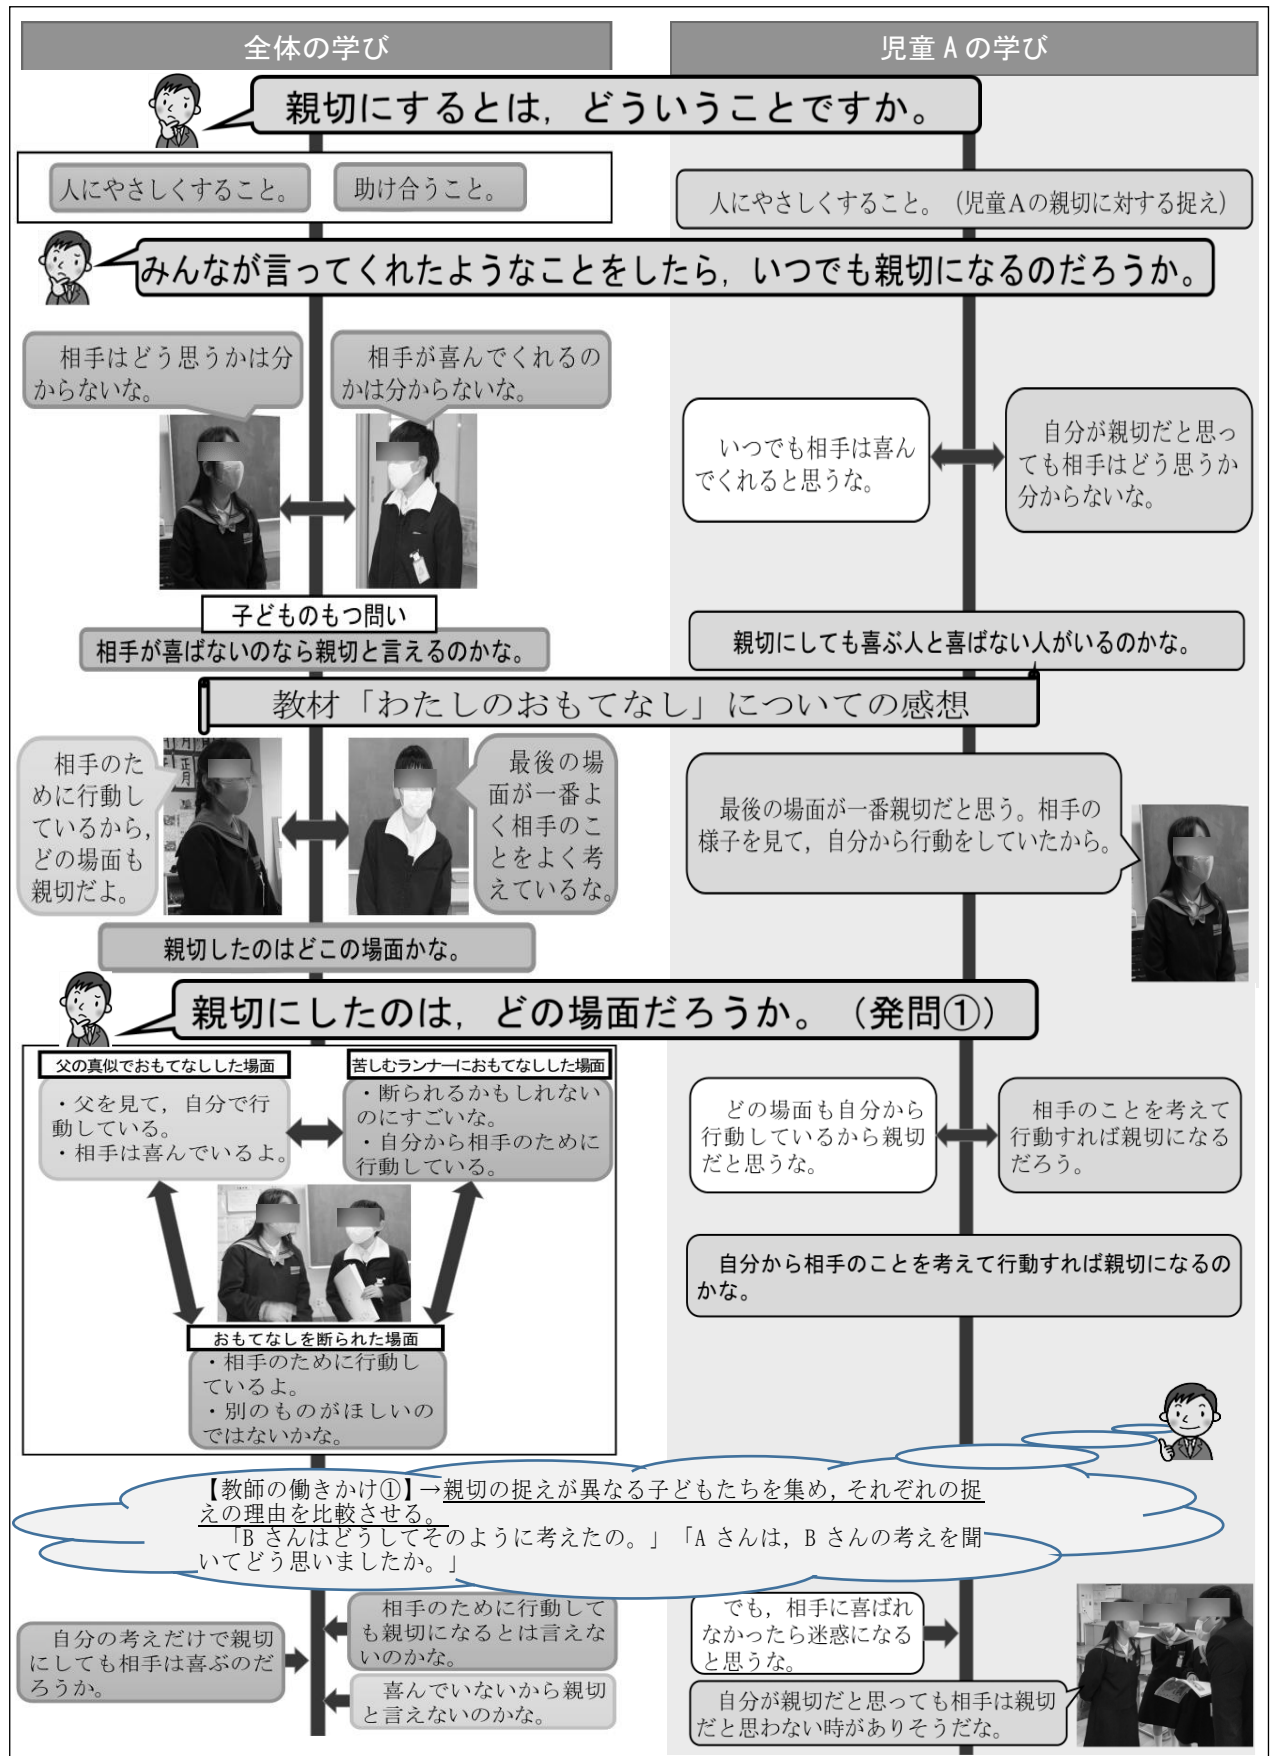 全体の学び
児童Aの学び
親切にするとは，どういうことですか。
人にやさしくすること。
助け合うこと。
人にやさしくすること。（児童Aの親切に対する捉え）
みんなが言ってくれたようなことをしたら，いつでも親切になるのだろうか。
相手はどう思うかは分
からないな。
相手が喜んでくれるの
かは分からないな。
いつでも相手は喜ん
でくれると思うな。
自分が親切だと思っ
ても相手はどう思うか
分からないな。
子どものもつ問い
相手が喜ばないのなら親切と言えるのかな。
親切にしても喜ぶ人と喜ばない人がいるのかな。
教材「わたしのおもてなし」についての感想
相手のた
めに行動し
ているから，
どの場面も
親切だよ。
最後の場
面が一番よ
く相手のこ
とをよく考
えているな。
最後の場面が一番親切だと思う。相手の
様子を見て，自分から行動をしていたから。
親切したのはどこの場面かな。
親切にしたのは，どの場面だろうか。（発問①）
父の真似でおもてなしした場面
・父を見て，自分で行
動している。
・相手は喜んでいるよ。
苦しむランナーにおもてなしした場面
・断られるかもしれない
のにすごいな。
・自分から相手のために
行動している。
どの場面も自分から
行動しているから親切
だと思うな。
相手のことを考えて
行動すれば親切になる
だろう。
自分から相手のことを考えて行動すれば親切になるの
かな。
おもてなしを断られた場面
・相手のために行動し
ているよ。
・別のものがほしいの
ではないかな。
【教師の働きかけ①】→親切の捉えが異なる子どもたちを集め，それぞれの捉
えの理由を比較させる。
「Bさんはどうしてそのように考えたの。」「Aさんは，Bさんの考えを聞
いてどう思いましたか。」
自分の考えだけで親切
にしても相手は喜ぶのだ
ろうか。
相手のために行動して
も親切になるとは言えな
いのかな。
喜んでいないから親切
と言えないのかな。
でも，相手に喜ばれ
なかったら迷惑になる
と思うな。
自分が親切だと思っても相手は親切
だと思わない時がありそうだな。